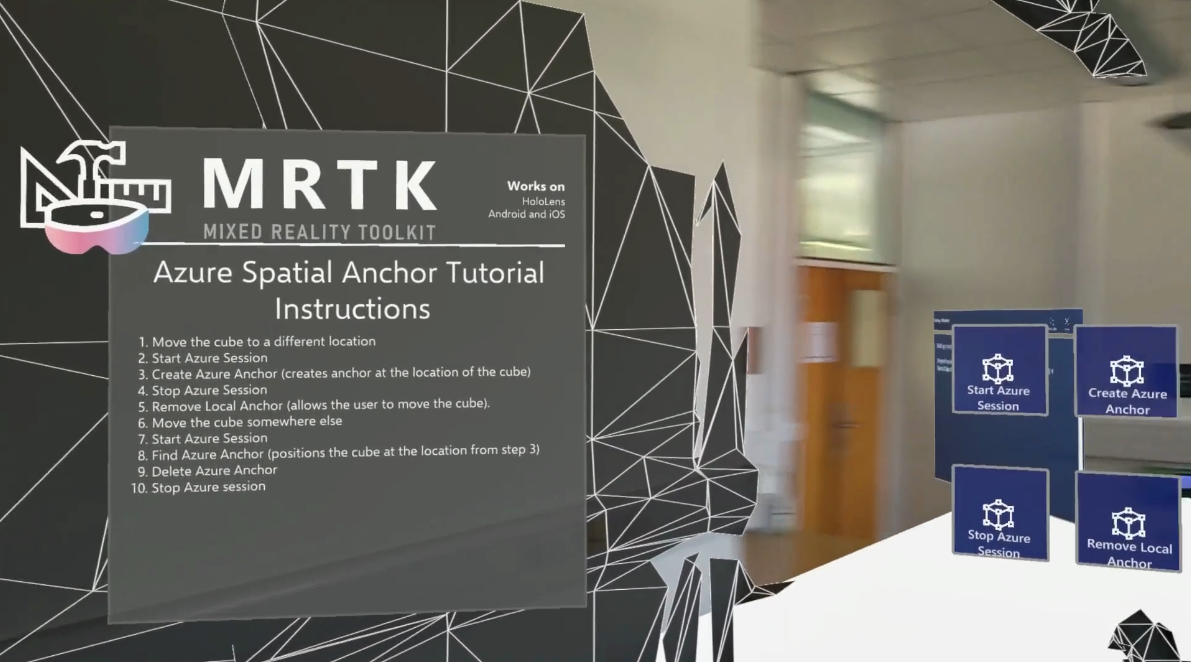 MRTK
MIXED REALITY TOOLKIT
Works on
HoloLens
Android and iOS
Azure Spatial Anchor Tutorial
Instructions
1. Move the cube to a different location
2. Start Azure Session
3. Create Azure Anchor (creates anchor at the location of the cube)
4. Stop Azure Session
5. Remove Local Anchor (allows the user to move the cube).
6. Move the cube somewhere else
7. Start Azure Session
8. Find Azure Anchor (positions the cube at the location from step 3)
9. Delete Azure Anchor
10. Stop Azure session
Start Azure
Session
Create Azure
Anchor
Stop Azure
Session
Remove Local
Anchor